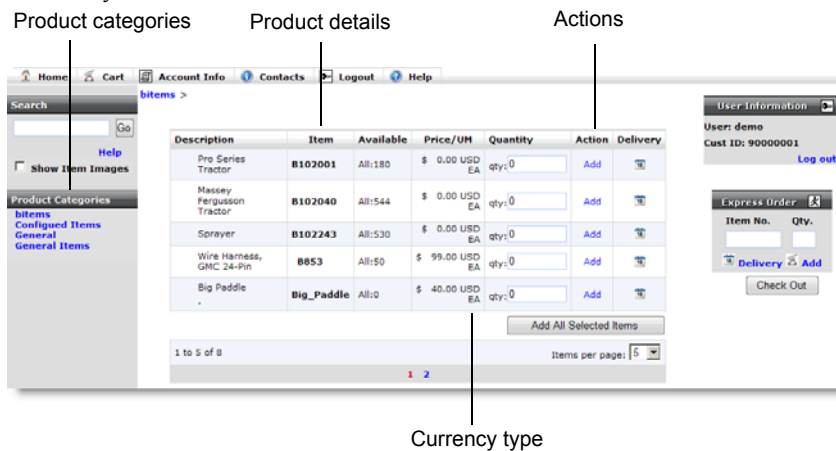 Product categories
Product details
Actions
Home Cart Account Info Contacts Logout Help
bitems >
Search
Go
Help
Show Item Images
Product Categories
bitems
Configued Items
General
General Items
Description Item Available Price/UM Quantity Action Delivery
Pro Series
Tractor
B102001 All:180 $ 0.00 USD
EA
qty: 0 Add
Massey
Fergusson
Tractor
B102040 All:544 $ 0.00 USD
EA
qty: 0 Add
Sprayer B102243 All:530 $ 0.00 USD
EA
qty: 0 Add
Wire Harness,
GMC 24-Pin
B853 All:50 $ 99.00 USD
EA
qty: 0 Add
Big Paddle
.
Big_Paddle All:0 $ 40.00 USD
EA
qty: 0 Add
Add All Selected Items
1 to 5 of 8 Items per page: 5
1 2
User Information
User: demo
Cust ID: 90000001
Log out
Express Order
Item No. Qty.
Delivery Add
Check Out
Currency type